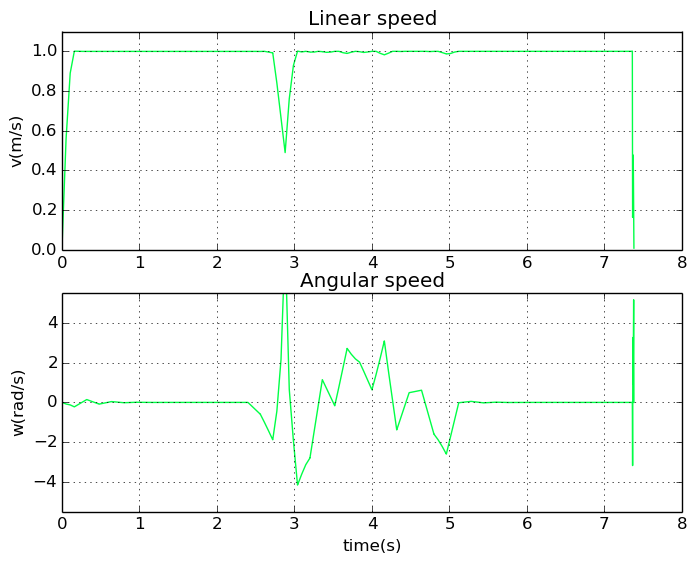 Linear speed
1.0
0.8
0.6
0.4
0.2
0.0
v(m/s)
0 1 2 3 4 5 6 7 8
Angular speed
4
2
0
−2
−4
w(rad/s)
0 1 2 3 4 5 6 7 8
time(s)